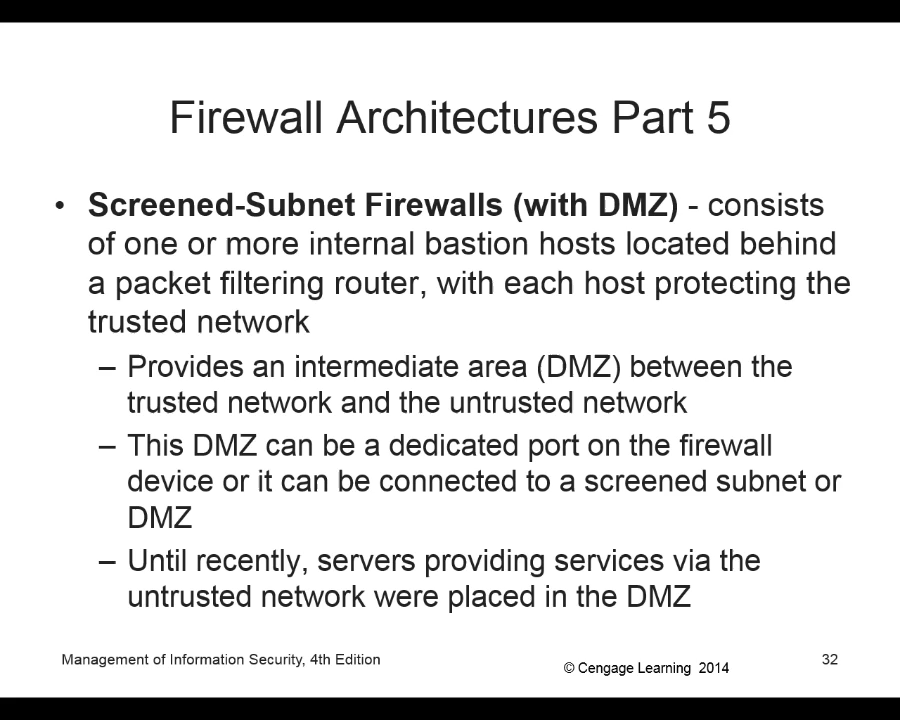 Firewall Architectures Part 5
• Screened-Subnet Firewalls (with DMZ) - consists
of one or more internal bastion hosts located behind
a packet filtering router, with each host protecting the
trusted network
– Provides an intermediate area (DMZ) between the
trusted network and the untrusted network
– This DMZ can be a dedicated port on the firewall
device or it can be connected to a screened subnet or
DMZ
– Until recently, servers providing services via the
untrusted network were placed in the DMZ
Management of Information Security, 4th Edition
© Cengage Learning 2014
32